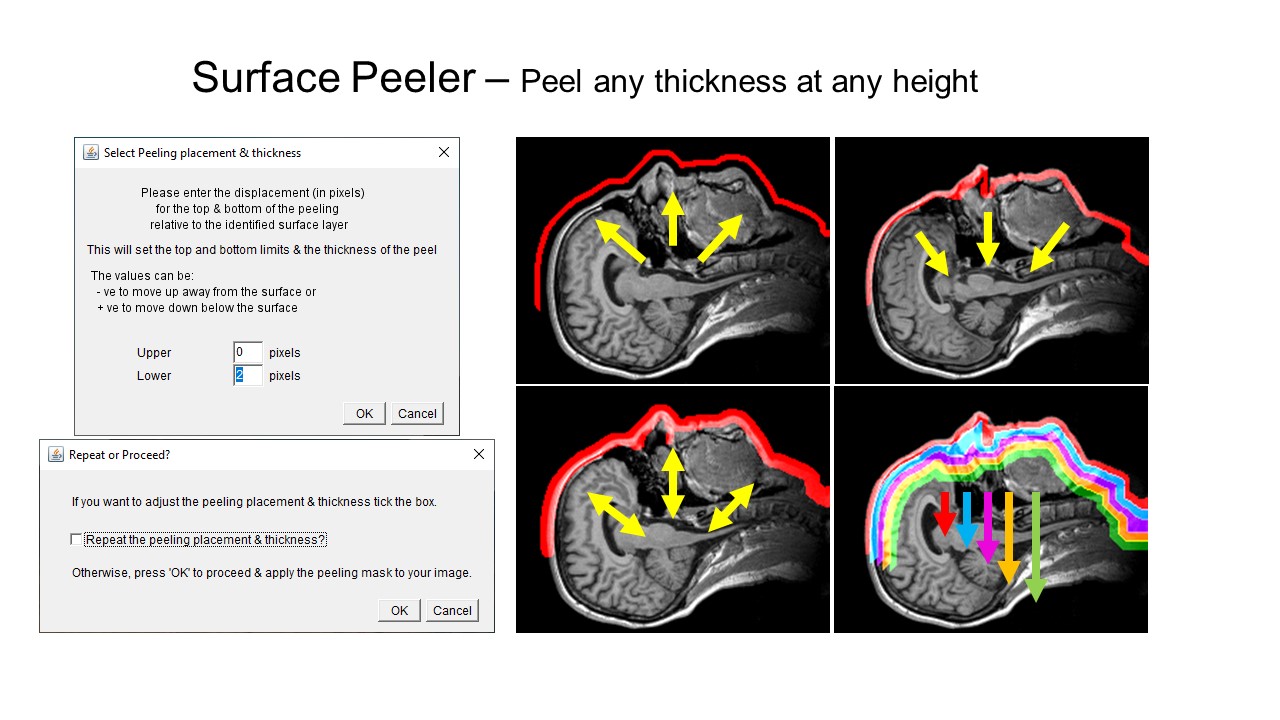 Surface Peeler – Peel any thickness at any height
Select Peeling placement & thickness
Please enter the displacement (in pixels)
for the top & bottom of the peeling
relative to the identified surface layer
This will set the top and bottom limits & the thickness of the peel
The values can be:
- ve to move up away from the surface or
+ ve to move down below the surface
Upper 0 pixels
Lower 2 pixels
OK Cancel
Repeat or Proceed?
If you want to adjust the peeling placement & thickness tick the box.
Repeat the peeling placement & thickness?
Otherwise, press 'OK' to proceed & apply the peeling mask to your image.
OK Cancel